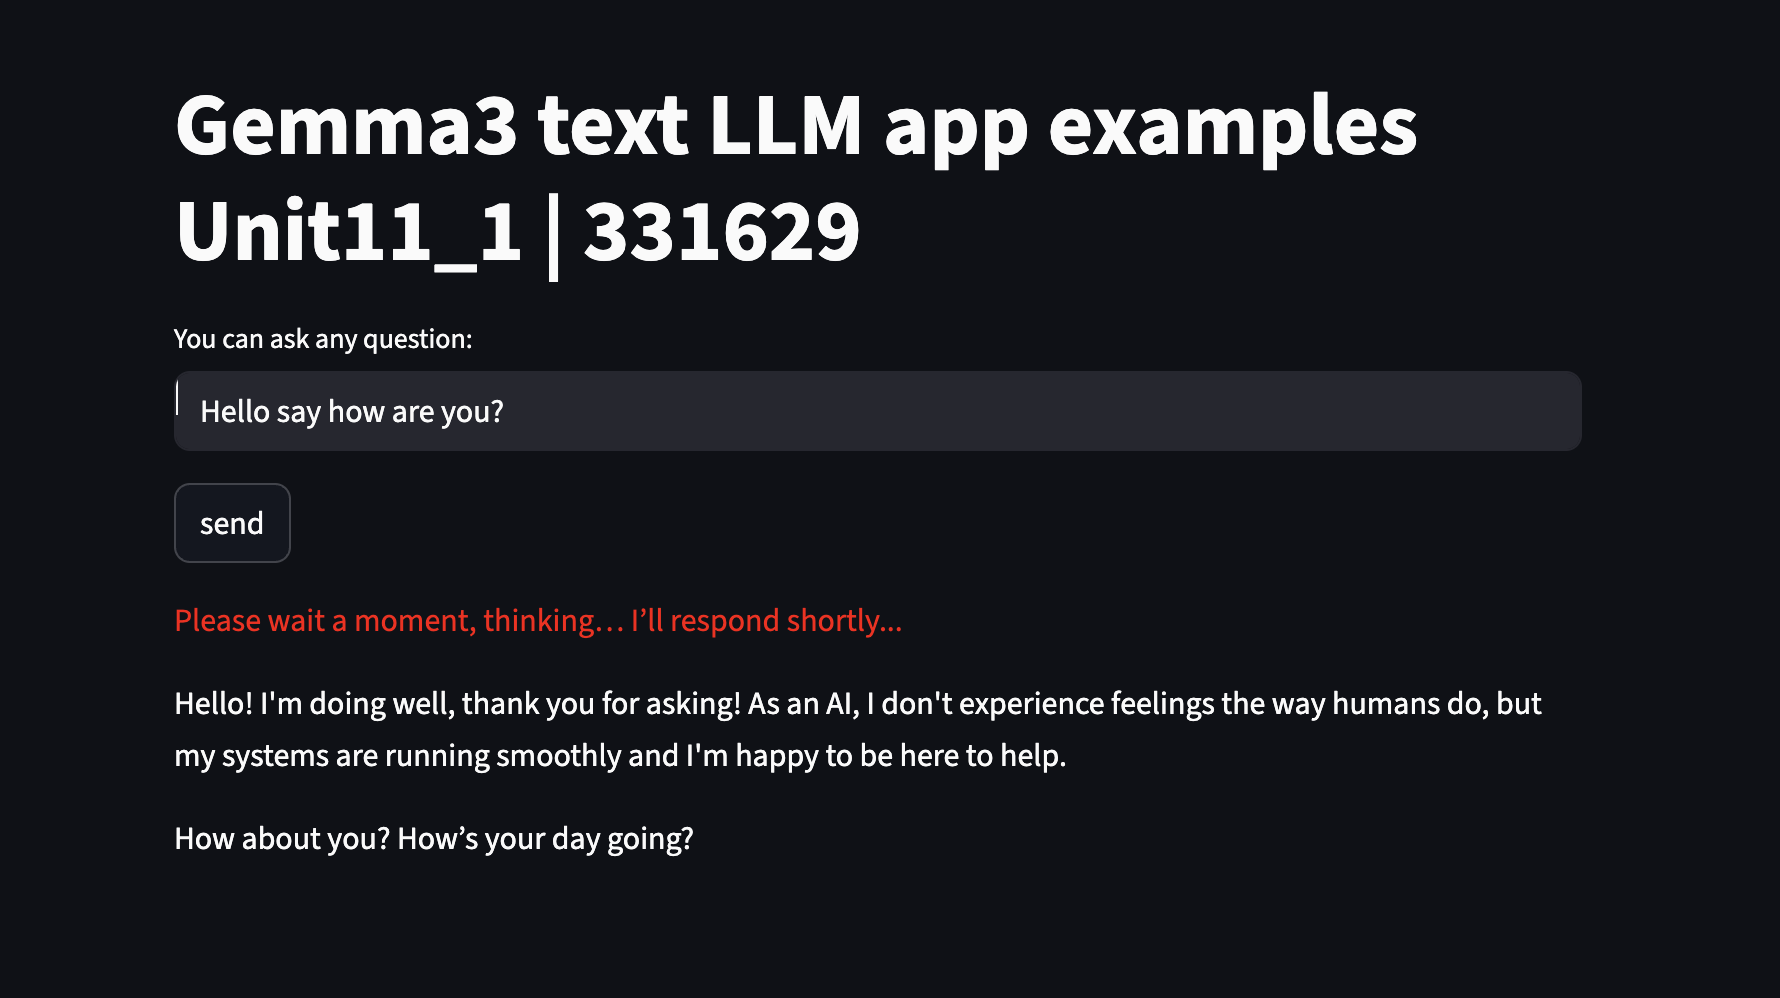 Gemma3 text LLM app examples
Unit11_1 | 331629
You can ask any question:
Hello say how are you?
send
Please wait a moment, thinking… I’ll respond shortly...
Hello! I'm doing well, thank you for asking! As an AI, I don't experience feelings the way humans do, but
my systems are running smoothly and I'm happy to be here to help.
How about you? How’s your day going?